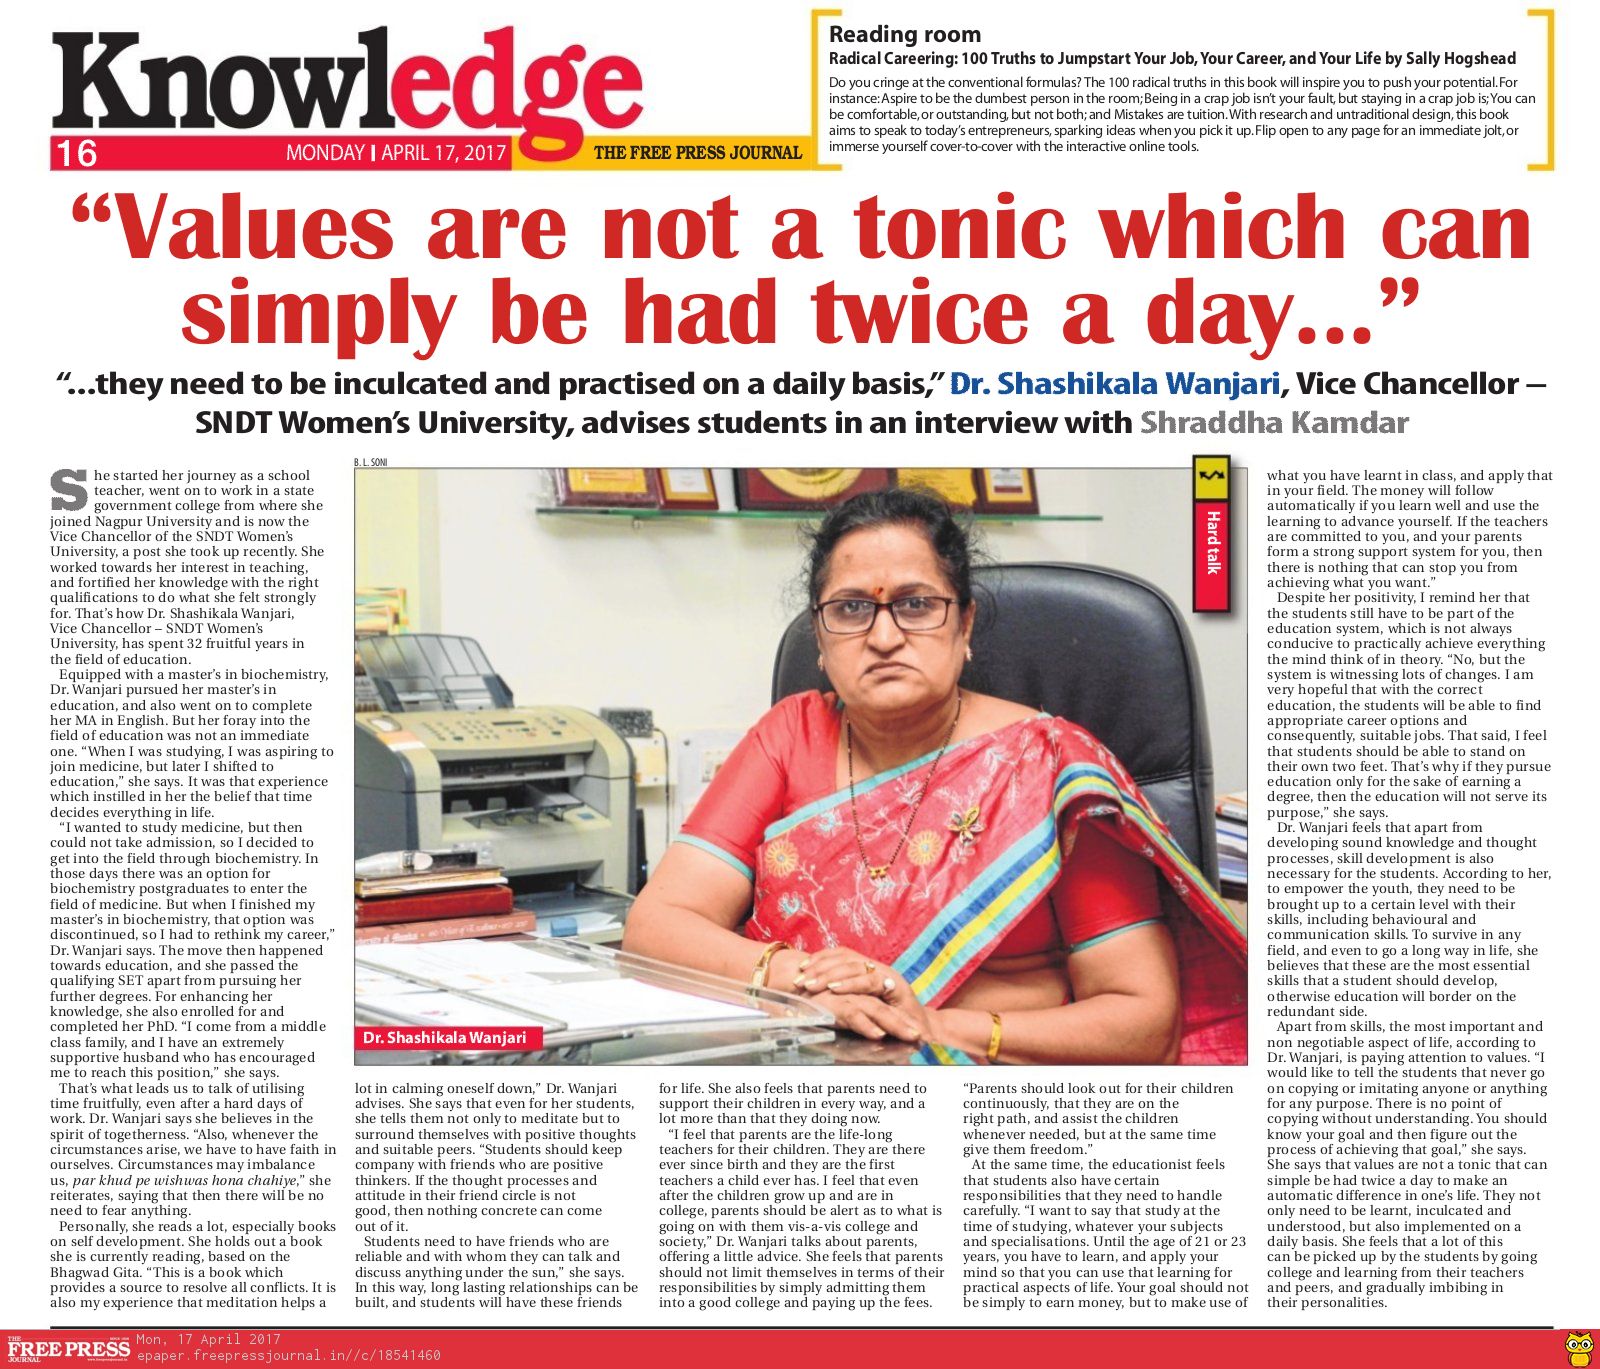 Knowledge
16
MONDAY | APRIL 17, 2017
THE FREE PRESS JOURNAL
Reading room
Radical Careering: 100 Truths to Jumpstart Your Job, Your Career, and Your Life by Sally Hogshead
Do you cringe at the conventional formulas? The 100 radical truths in this book will inspire you to push your potential. For
instance: Aspire to be the dumbest person in the room; Being in a crap job isn't your fault, but staying in a crap job is; You can
be comfortable, or outstanding, but not both; and Mistakes are tuition. With research and untraditional design, this book
aims to speak to today's entrepreneurs, sparking ideas when you pick it up. Flip open to any page for an immediate jolt, or
immerse yourself cover-to-cover with the interactive online tools.
“Values are not a tonic which can
simply be had twice a day...”
“...they need to be inculcated and practised on a daily basis,” Dr. Shashikala Wanjari, Vice Chancellor —
SNDT Women's University, advises students in an interview with Shraddha Kamdar
She started her journey as a school
teacher, went on to work in a state
government college from where she
joined Nagpur University and is now the
Vice Chancellor of the SNDT Women's
University, a post she took up recently. She
worked towards her interest in teaching,
and fortified her knowledge with the right
qualifications to do what she felt strongly
for. That's how Dr. Shashikala Wanjari,
Vice Chancellor – SNDT Women's
University, has spent 32 fruitful years in
the field of education.
Equipped with a master's in biochemistry,
Dr. Wanjari pursued her master's in
education, and also went on to complete
her MA in English. But her foray into the
field of education was not an immediate
one. “When I was studying, I was aspiring to
join medicine, but later I shifted to
education,” she says. It was that experience
which instilled in her the belief that time
decides everything in life.
“I wanted to study medicine, but then
could not take admission, so I decided to
get into the field through biochemistry. In
those days there was an option for
biochemistry postgraduates to enter the
field of medicine. But when I finished my
master's in biochemistry, that option was
discontinued, so I had to rethink my career,”
Dr. Wanjari says. The move then happened
towards education, and she passed the
qualifying SET apart from pursuing her
further degrees. For enhancing her
knowledge, she also enrolled for and
completed her PhD. “I come from a middle
class family, and I have an extremely
supportive husband who has encouraged
me to reach this position,” she says.
That's what leads us to talk of utilising
time fruitfully, even after a hard days of
work. Dr. Wanjari says she believes in the
spirit of togetherness. “Also, whenever the
circumstances arise, we have to have faith in
ourselves. Circumstances may imbalance
us, par khud pe wishwas hona chahiye,” she
reiterates, saying that then there will be no
need to fear anything.
Personally, she reads a lot, especially books
on self development. She holds out a book
she is currently reading, based on the
Bhagwad Gita. “This is a book which
provides a source to resolve all conflicts. It is
also my experience that meditation helps a
B. L. SONI
Hard talk
Dr. Shashikala Wanjari
lot in calming oneself down,” Dr. Wanjari
advises. She says that even for her students,
she tells them not only to meditate but to
surround themselves with positive thoughts
and suitable peers. “Students should keep
company with friends who are positive
thinkers. If the thought processes and
attitude in their friend circle is not
good, then nothing concrete can come
out of it.
Students need to have friends who are
reliable and with whom they can talk and
discuss anything under the sun,” she says.
In this way, long lasting relationships can be
built, and students will have these friends
for life. She also feels that parents need to
support their children in every way, and a
lot more than that they doing now.
“I feel that parents are the life-long
teachers for their children. They are there
ever since birth and they are the first
teachers a child ever has. I feel that even
after the children grow up and are in
college, parents should be alert as to what is
going on with them vis-a-vis college and
society,” Dr. Wanjari talks about parents,
offering a little advice. She feels that parents
should not limit themselves in terms of their
responsibilities by simply admitting them
into a good college and paying up the fees.
“Parents should look out for their children
continuously, that they are on the
right path, and assist the children
whenever needed, but at the same time
give them freedom.”
At the same time, the educationist feels
that students also have certain
responsibilities that they need to handle
carefully. “I want to say that study at the
time of studying, whatever your subjects
and specialisations. Until the age of 21 or 23
years, you have to learn, and apply your
mind so that you can use that learning for
practical aspects of life. Your goal should not
be simply to earn money, but to make use of
what you have learnt in class, and apply that
in your field. The money will follow
automatically if you learn well and use the
learning to advance yourself. If the teachers
are committed to you, and your parents
form a strong support system for you, then
there is nothing that can stop you from
achieving what you want.”
Despite her positivity, I remind her that
the students still have to be part of the
education system, which is not always
conducive to practically achieve everything
the mind think of in theory. “No, but the
system is witnessing lots of changes. I am
very hopeful that with the correct
education, the students will be able to find
appropriate career options and
consequently, suitable jobs. That said, I feel
that students should be able to stand on
their own two feet. That's why if they pursue
education only for the sake of earning a
degree, then the education will not serve its
purpose,” she says.
Dr. Wanjari feels that apart from
developing sound knowledge and thought
processes, skill development is also
necessary for the students. According to her,
to empower the youth, they need to be
brought up to a certain level with their
skills, including behavioural and
communication skills. To survive in any
field, and even to go a long way in life, she
believes that these are the most essential
skills that a student should develop,
otherwise education will border on the
redundant side.
Apart from skills, the most important and
non negotiable aspect of life, according to
Dr. Wanjari, is paying attention to values. “I
would like to tell the students that never go
on copying or imitating anyone or anything
for any purpose. There is no point of
copying without understanding. You should
know your goal and then figure out the
process of achieving that goal,” she says.
She says that values are not a tonic that can
simple be had twice a day to make an
automatic difference in one's life. They not
only need to be learnt, inculcated and
understood, but also implemented on a
daily basis. She feels that a lot of this
can be picked up by the students by going
college and learning from their teachers
and peers, and gradually imbibing in
their personalities.
THE
FREE PRESS
JOURNAL
Mon, 17 April 2017
epaper.freepressjournal.in//c/18541460